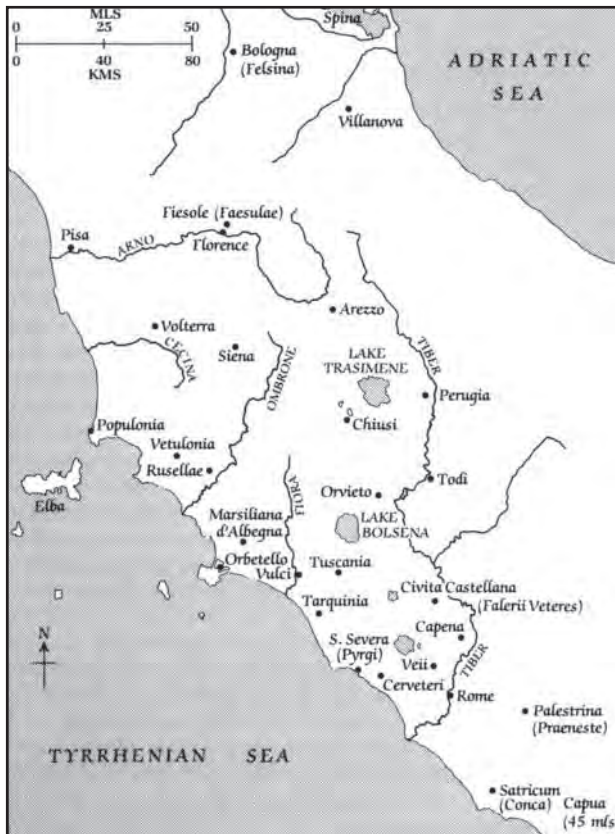 MLS
0 25 50
0 40 80
KMS
Spina
Bologna
(Felsina)
ADRIATIC
SEA
Villanova
Fiesole (Faesulae)
Florence
Pisa
ARNO
Arezzo
Volterra
CECINA
Siena
OMBRONE
LAKE
TRASIMENE
TIBER
Perugia
Chiusi
Populonia
Vetulonia
Rusellae
Elba
FIORA
Orvieto
Todi
LAKE
BOLSENA
Marsiliana
d'Albegna
Orbetello
Vulci
Tuscania
Tarquinia
Civita Castellana
(Falerii Veteres)
Capena
N
S. Severa
(Pyrgi)
Veii
TIBER
Cerveteri
Rome
Palestrina
(Praeneste)
TYRRHENIAN SEA
Satricum
(Conca)
Capua
(45 mls